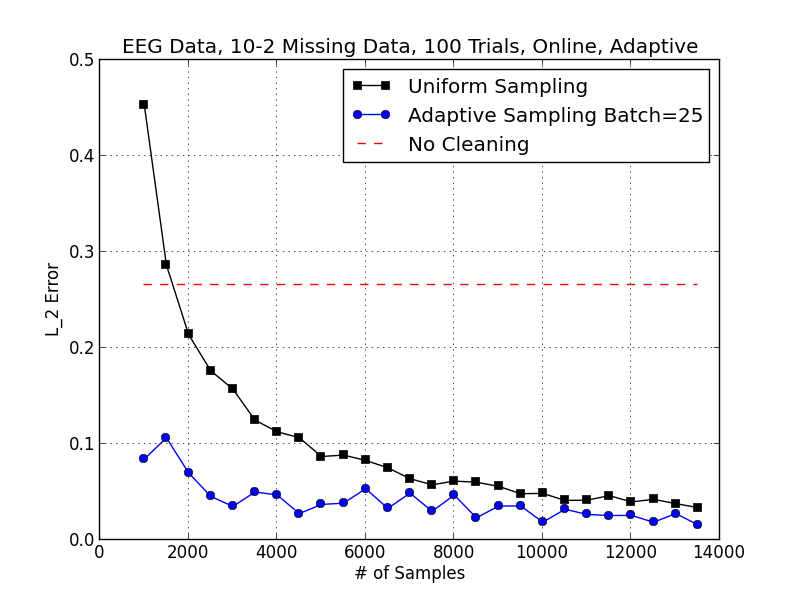 EEG Data, 10-2 Missing Data, 100 Trials, Online, Adaptive
0.5
0.4
0.3
0.2
0.1
0.0
L_2 Error
Uniform Sampling
Adaptive Sampling Batch=25
No Cleaning
0 2000 4000 6000 8000 10000 12000 14000
# of Samples